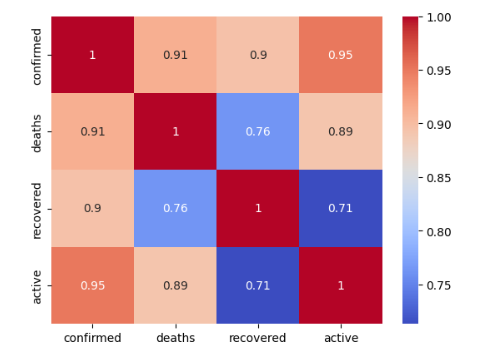 1.00
confirmed 1 0.91 0.9 0.95
0.95
deaths 0.91 1 0.76 0.89
0.90
0.85
recovered 0.9 0.76 1 0.71
0.80
active 0.95 0.89 0.71 1
0.75
confirmed deaths recovered active